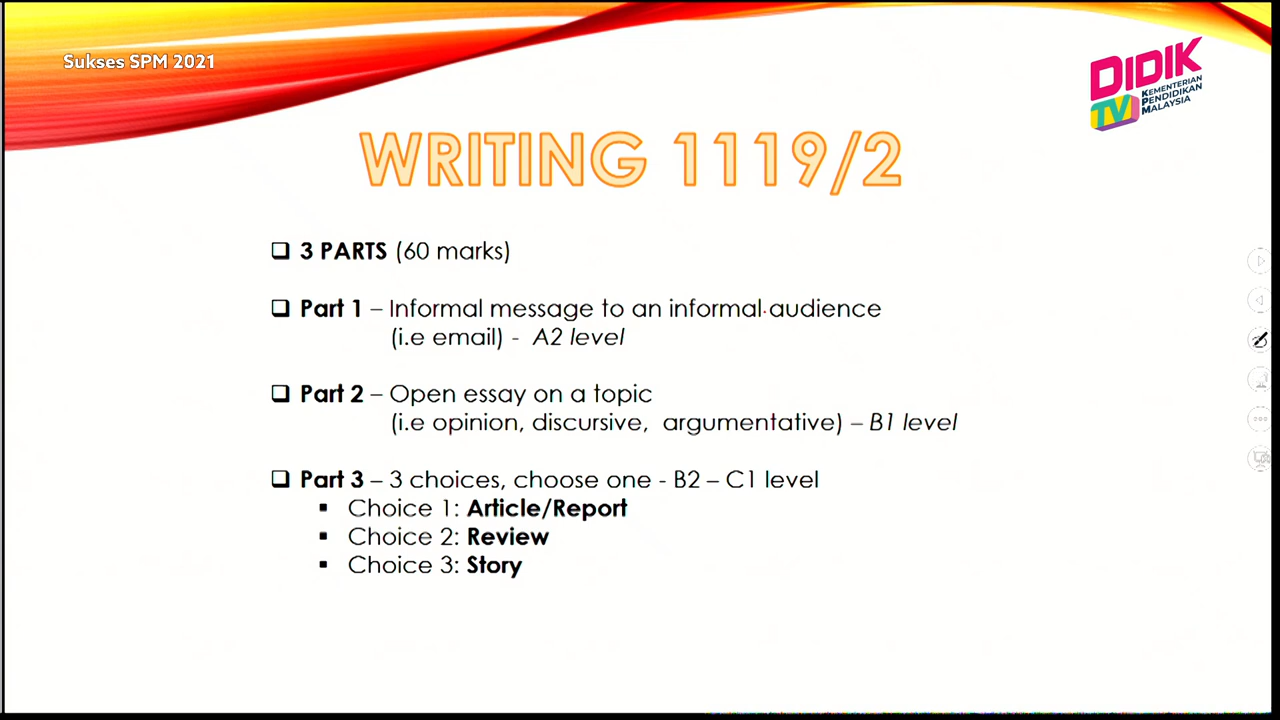 Sukses SPM 2021
DIDIK
TV
KEMENTERIAN
PENDIDIKAN
MALAYSIA
WRITING 1119/2
3 PARTS (60 marks)
Part 1 – Informal message to an informal audience
(i.e email) - A2 level
Part 2 – Open essay on a topic
(i.e opinion, discursive, argumentative) – B1 level
Part 3 – 3 choices, choose one - B2 – C1 level
Choice 1: Article/Report
Choice 2: Review
Choice 3: Story